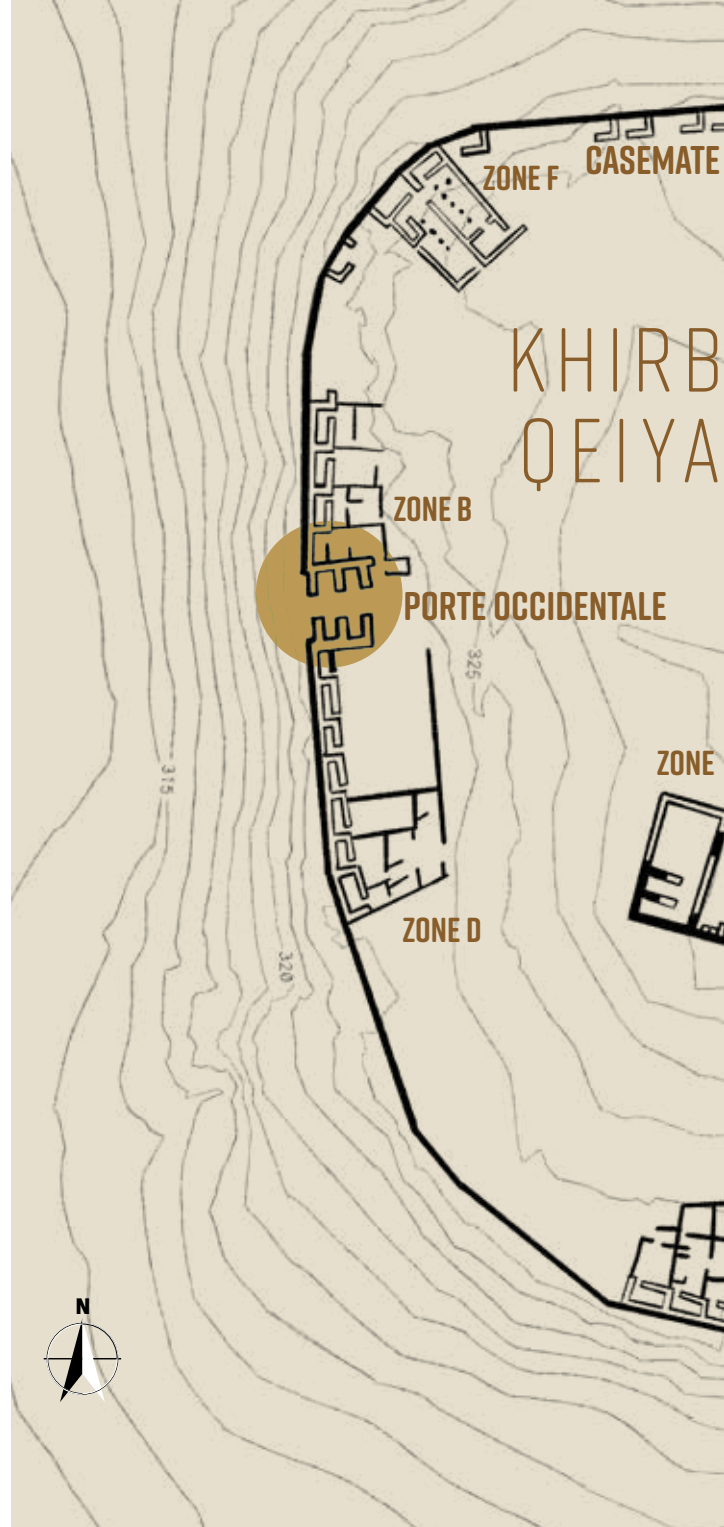 CASEMATE
ZONE F
KHIRB
QEIYA
ZONE B
PORTE OCCIDENTALE
325
ZONE
315
ZONE D
320
N